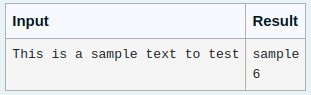 Input Result
This is a sample text to test sample
6